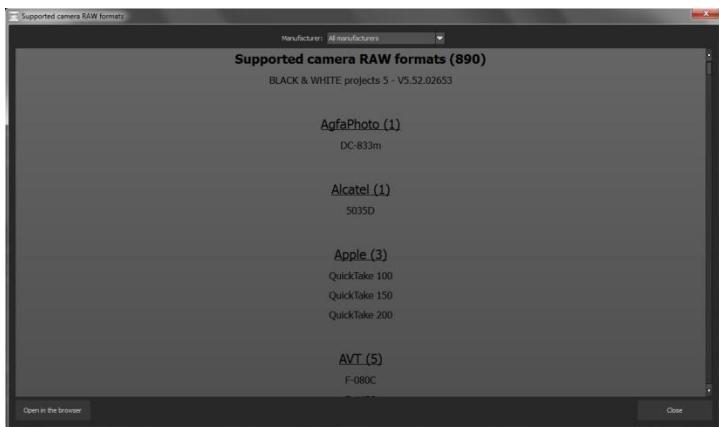 Supported camera RAW formats
Manufacturer: All manufacturers
Supported camera RAW formats (890)
BLACK & WHITE projects 5 - V5.52.02653
AgfaPhoto (1)
DC-833m
Alcatel (1)
5035D
Apple (3)
QuickTake 100
QuickTake 150
QuickTake 200
AVT (5)
F-080C
Open in the browser
Close